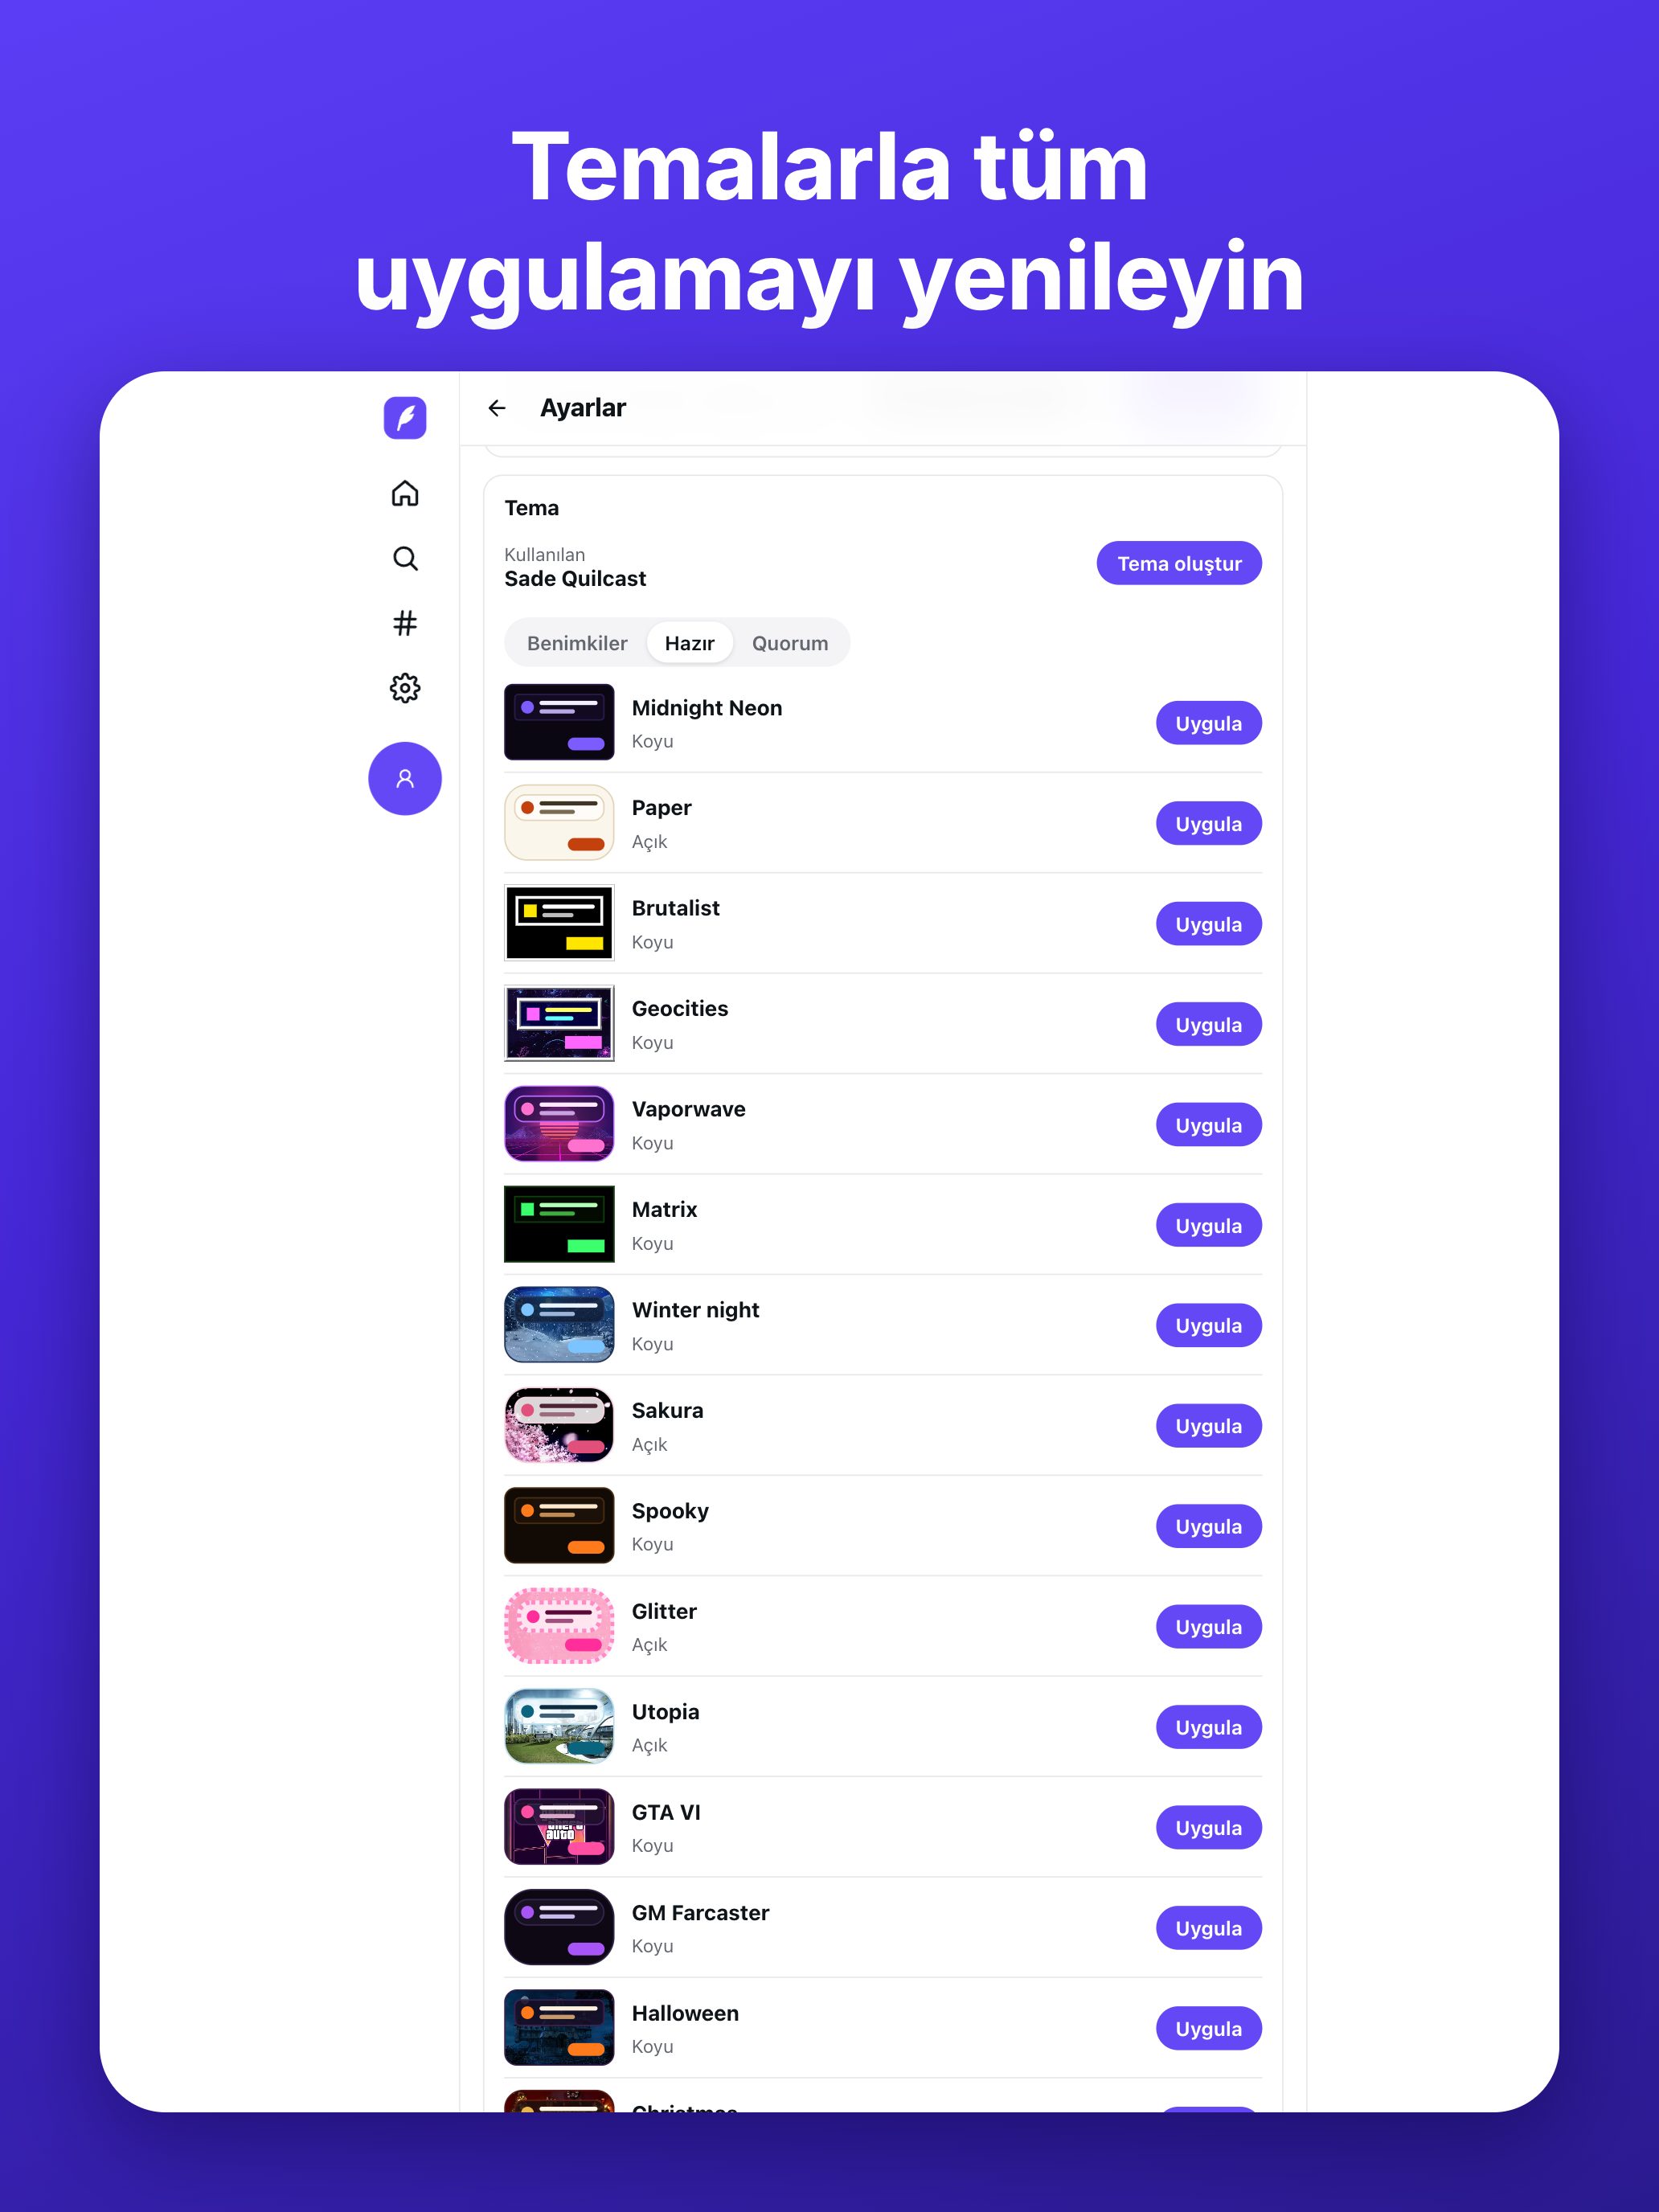 Temalarla tüm
uygulamayı yenileyin
Ayarlar
Tema
Kullanılan
Sade Quilcast
Tema oluştur
Benimkiler
Hazır
Quorum
Midnight Neon
Koyu
Uygula
Paper
Açık
Uygula
Brutalist
Koyu
Uygula
Geocities
Koyu
Uygula
Vaporwave
Koyu
Uygula
Matrix
Koyu
Uygula
Winter night
Koyu
Uygula
Sakura
Açık
Uygula
Spooky
Koyu
Uygula
Glitter
Açık
Uygula
Utopia
Açık
Uygula
auto
GTA VI
Koyu
Uygula
GM Farcaster
Koyu
Uygula
Halloween
Koyu
Uygula